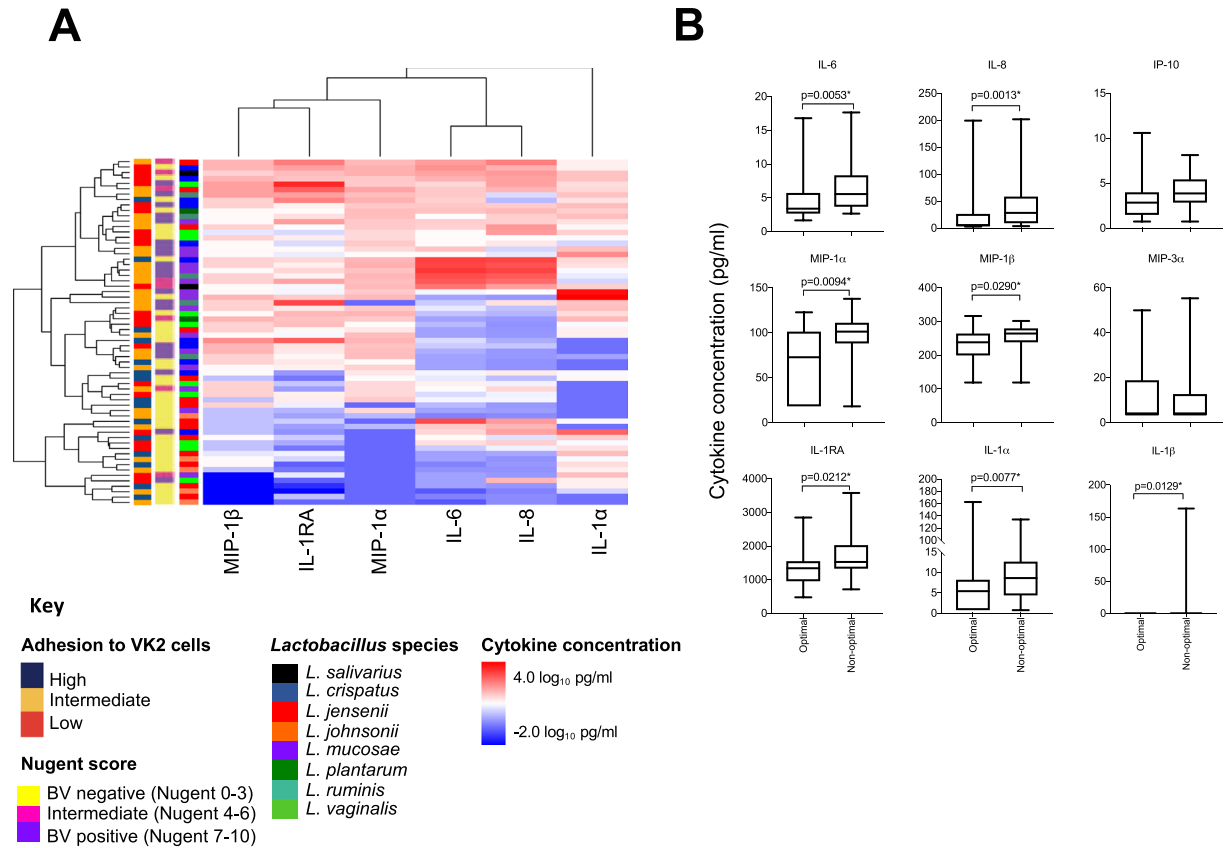 A
MIP-1β
IL-1RA
MIP-1α
IL-6
IL-8
IL-1α
Key
Adhesion to VK2 cells
High
Intermediate
Low
Nugent score
BV negative (Nugent 0-3)
Intermediate (Nugent 4-6)
BV positive (Nugent 7-10)
Lactobacillus species
L. salivarius
L. crispatus
L. jensenii
L. johnsonii
L. mucosae
L. plantarum
L. ruminis
L. vaginalis
Cytokine concentration
4.0 log₁₀ pg/ml
-2.0 log₁₀ pg/ml
B
Cytokine concentration (pg/ml)
IL-6
p=0.0053*
20
15
10
5
0
IL-8
p=0.0013*
250
200
150
100
50
0
IP-10
15
10
5
0
MIP-1α
p=0.0094*
150
100
50
0
MIP-1β
p=0.0290*
400
300
200
100
0
MIP-3α
60
40
20
0
IL-1RA
p=0.0212*
4000
3000
2000
1000
0
Optimal
Non-optimal
IL-1α
p=0.0077*
200
180
160
140
120
100
15
10
5
0
Optimal
Non-optimal
IL-1β
p=0.0129*
200
150
100
50
0
Optimal
Non-optimal